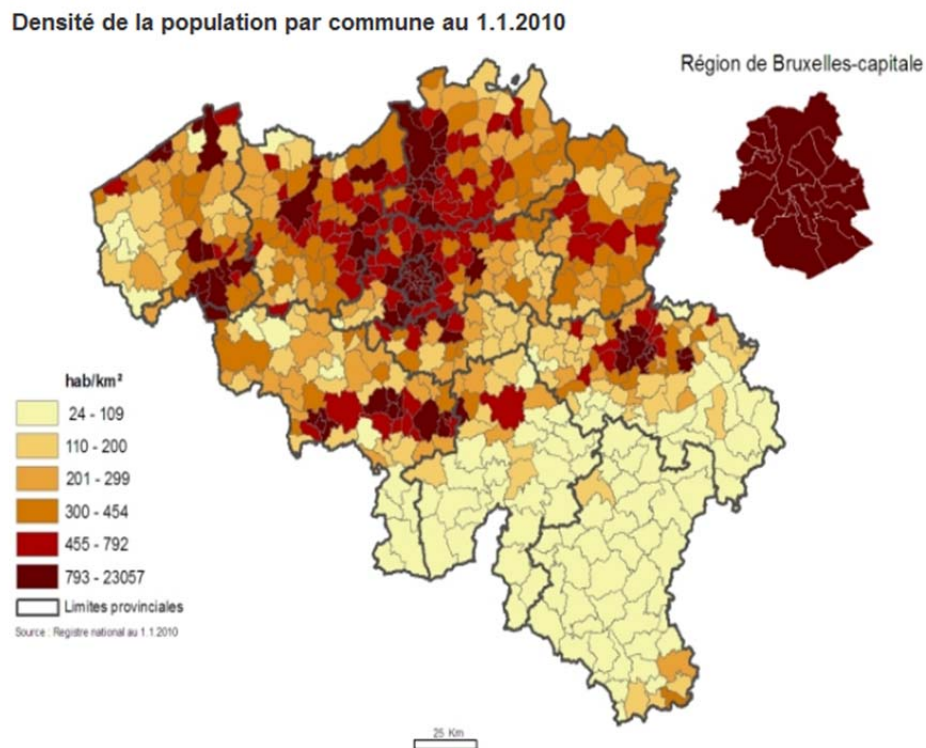 Densité de la population par commune au 1.1.2010
Région de Bruxelles-capitale
hab/km²
24 - 109
110 - 200
201 - 299
300 - 454
455 - 792
793 - 23057
Limites provinciales
Source : Registre national au 1.1.2010
25 Km